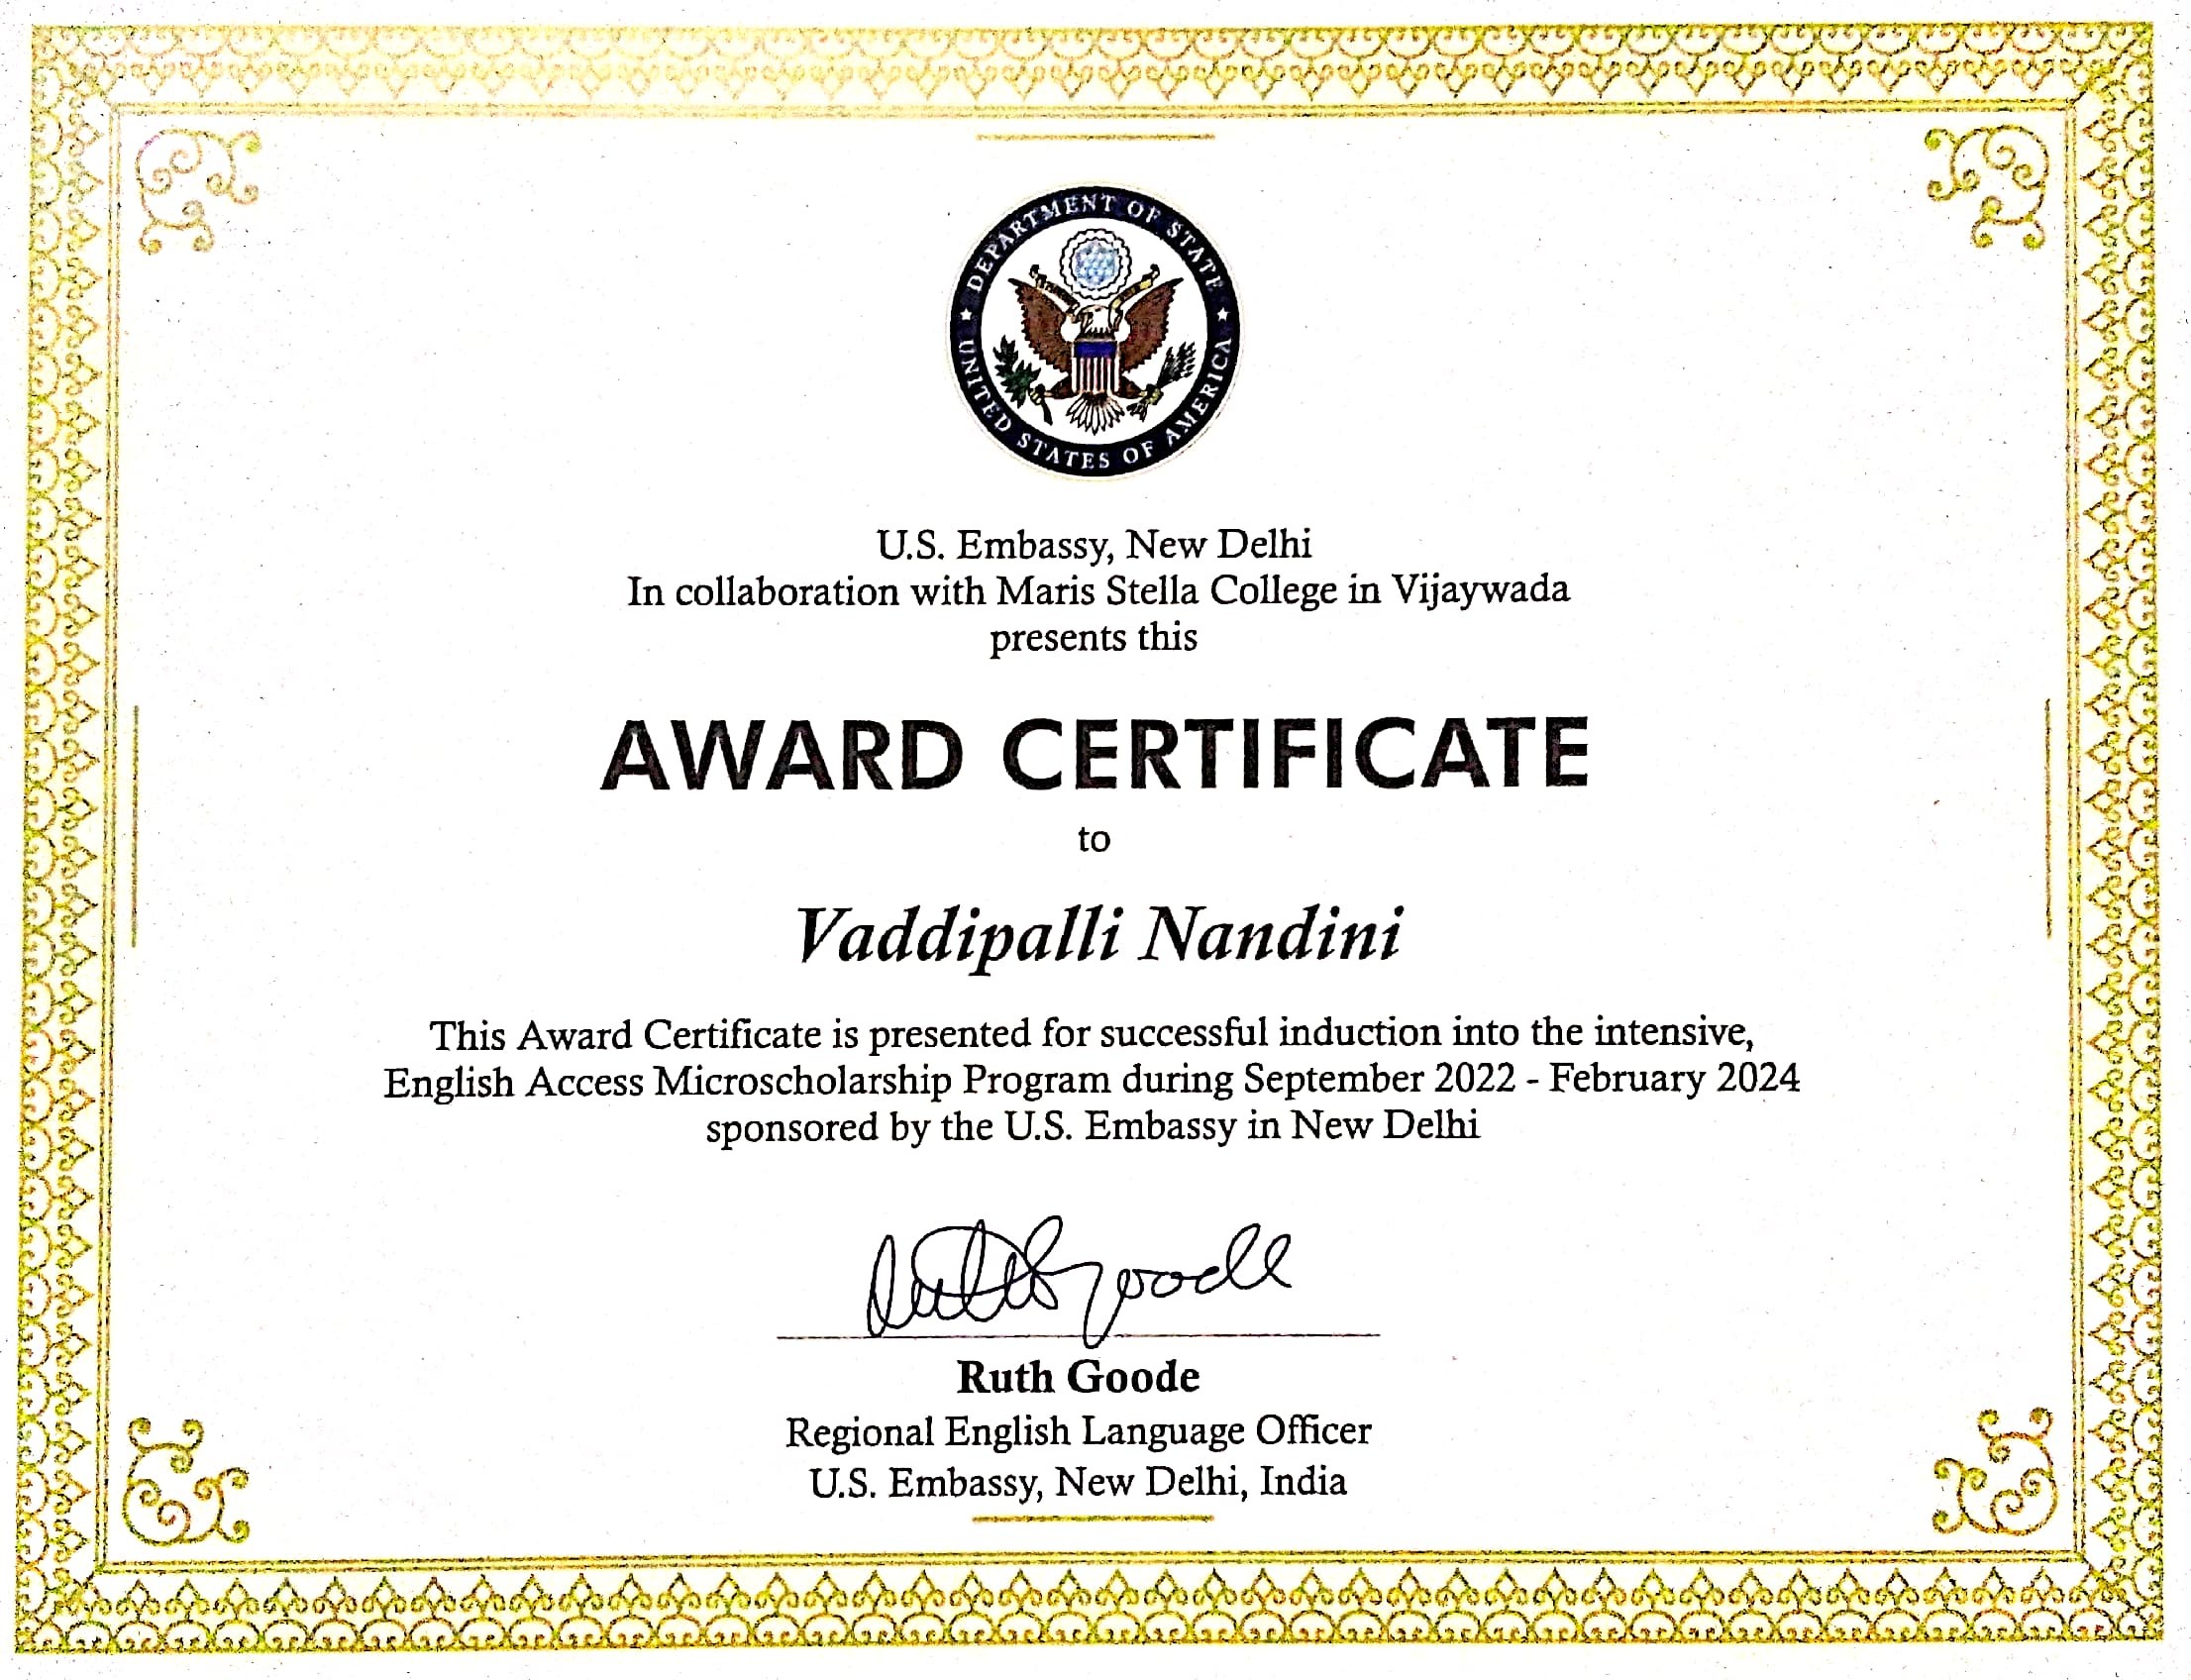 DEPARTMENT OF STATE
UNITED STATES OF AMERICA
U.S. Embassy, New Delhi
In collaboration with Maris Stella College in Vijaywada
presents this
AWARD CERTIFICATE
to
Vaddipalli Nandini
This Award Certificate is presented for successful induction into the intensive,
English Access Microscholarship Program during September 2022 - February 2024
sponsored by the U.S. Embassy in New Delhi
Ruth Goode
Ruth Goode
Regional English Language Officer
U.S. Embassy, New Delhi, India